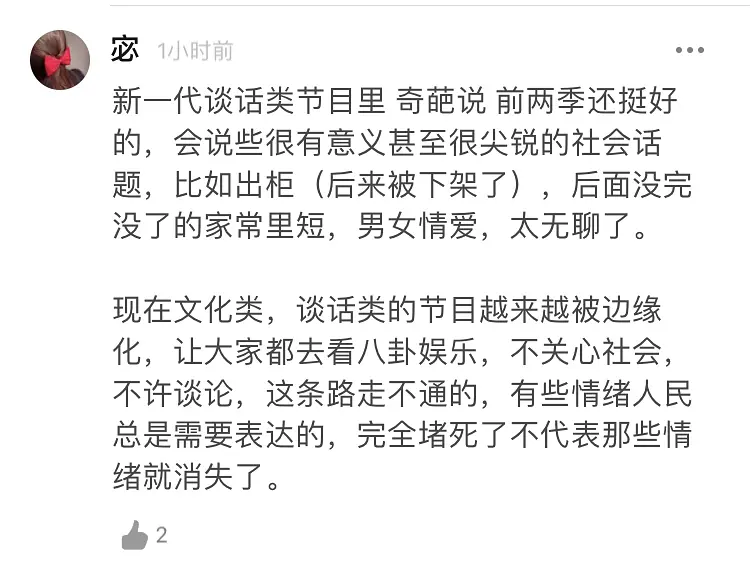 宓 1小时前
新一代谈话类节目里 奇葩说 前两季还挺好
的，会说些很有意义甚至很尖锐的社会话
题，比如出柜（后来被下架了），后面没完
没了的家常里短，男女情爱，太无聊了。
现在文化类，谈话类的节目越来越被边缘
化，让大家都去看八卦娱乐，不关心社会，
不许谈论，这条路走不通的，有些情绪人民
总是需要表达的，完全堵死了不代表那些情
绪就消失了。
2